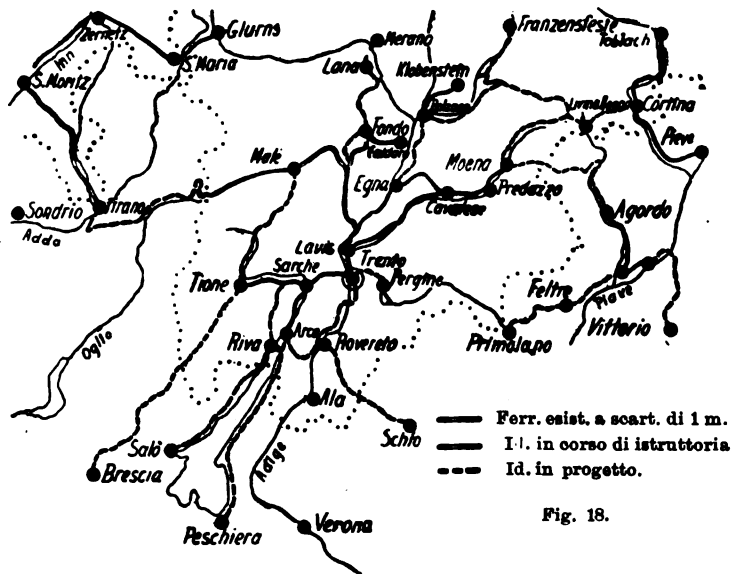 Zernetz
Glurns
S. Maria
Inn
S. Moritz
Merano
Lana
Klobenstein
Franzensfeste
Toblach
Cortina
Pieve
Fondo
Egna
Moena
Predazzo
Cavalese
Agordo
Malè
Sondrio
Tirano
Adda
Oglio
Lavis
Trento
Pergine
Sarche
Tione
Feltre
Piave
Vittorio
Primolano
Riva
Arco
Rovereto
Ala
Schio
Salò
Brescia
Adige
Peschiera
Verona
Ferr. esist. a scart. di 1 m.
Id. in corso di istruttoria
Id. in progetto.
Fig. 18.